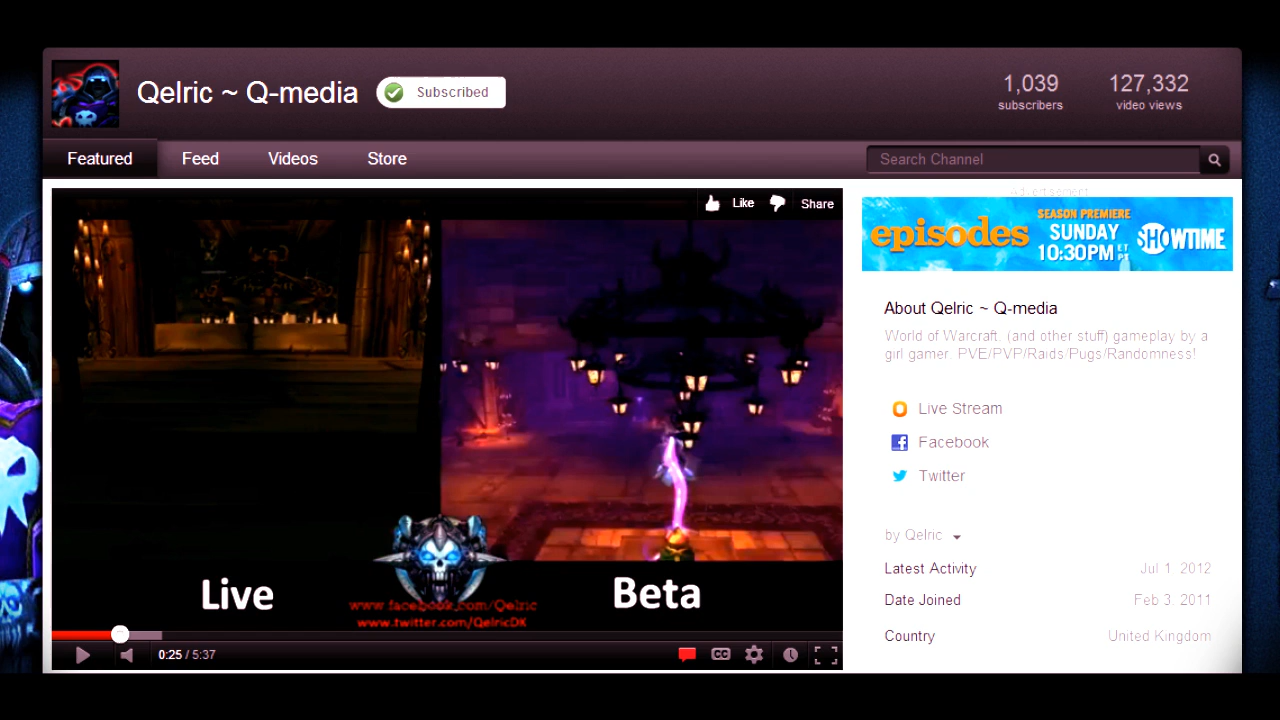 Qelric ~ Q-media
Subscribed
1,039
subscribers
127,332
video views
Featured
Feed
Videos
Store
Search Channel
Like
Share
Live
Beta
www.facebook.com/Qelric
www.twitter.com/QelricDK
0:25 / 5:37
CC
Advertisement
episodes
SEASON PREMIERE
SUNDAY
10:30PM ET PT
SHOWTIME
About Qelric ~ Q-media
World of Warcraft. (and other stuff) gameplay by a
girl gamer. PVE/PVP/Raids/Pugs/Randomness!
Live Stream
Facebook
Twitter
by Qelric
Latest Activity Jul 1, 2012
Date Joined Feb 3, 2011
Country United Kingdom